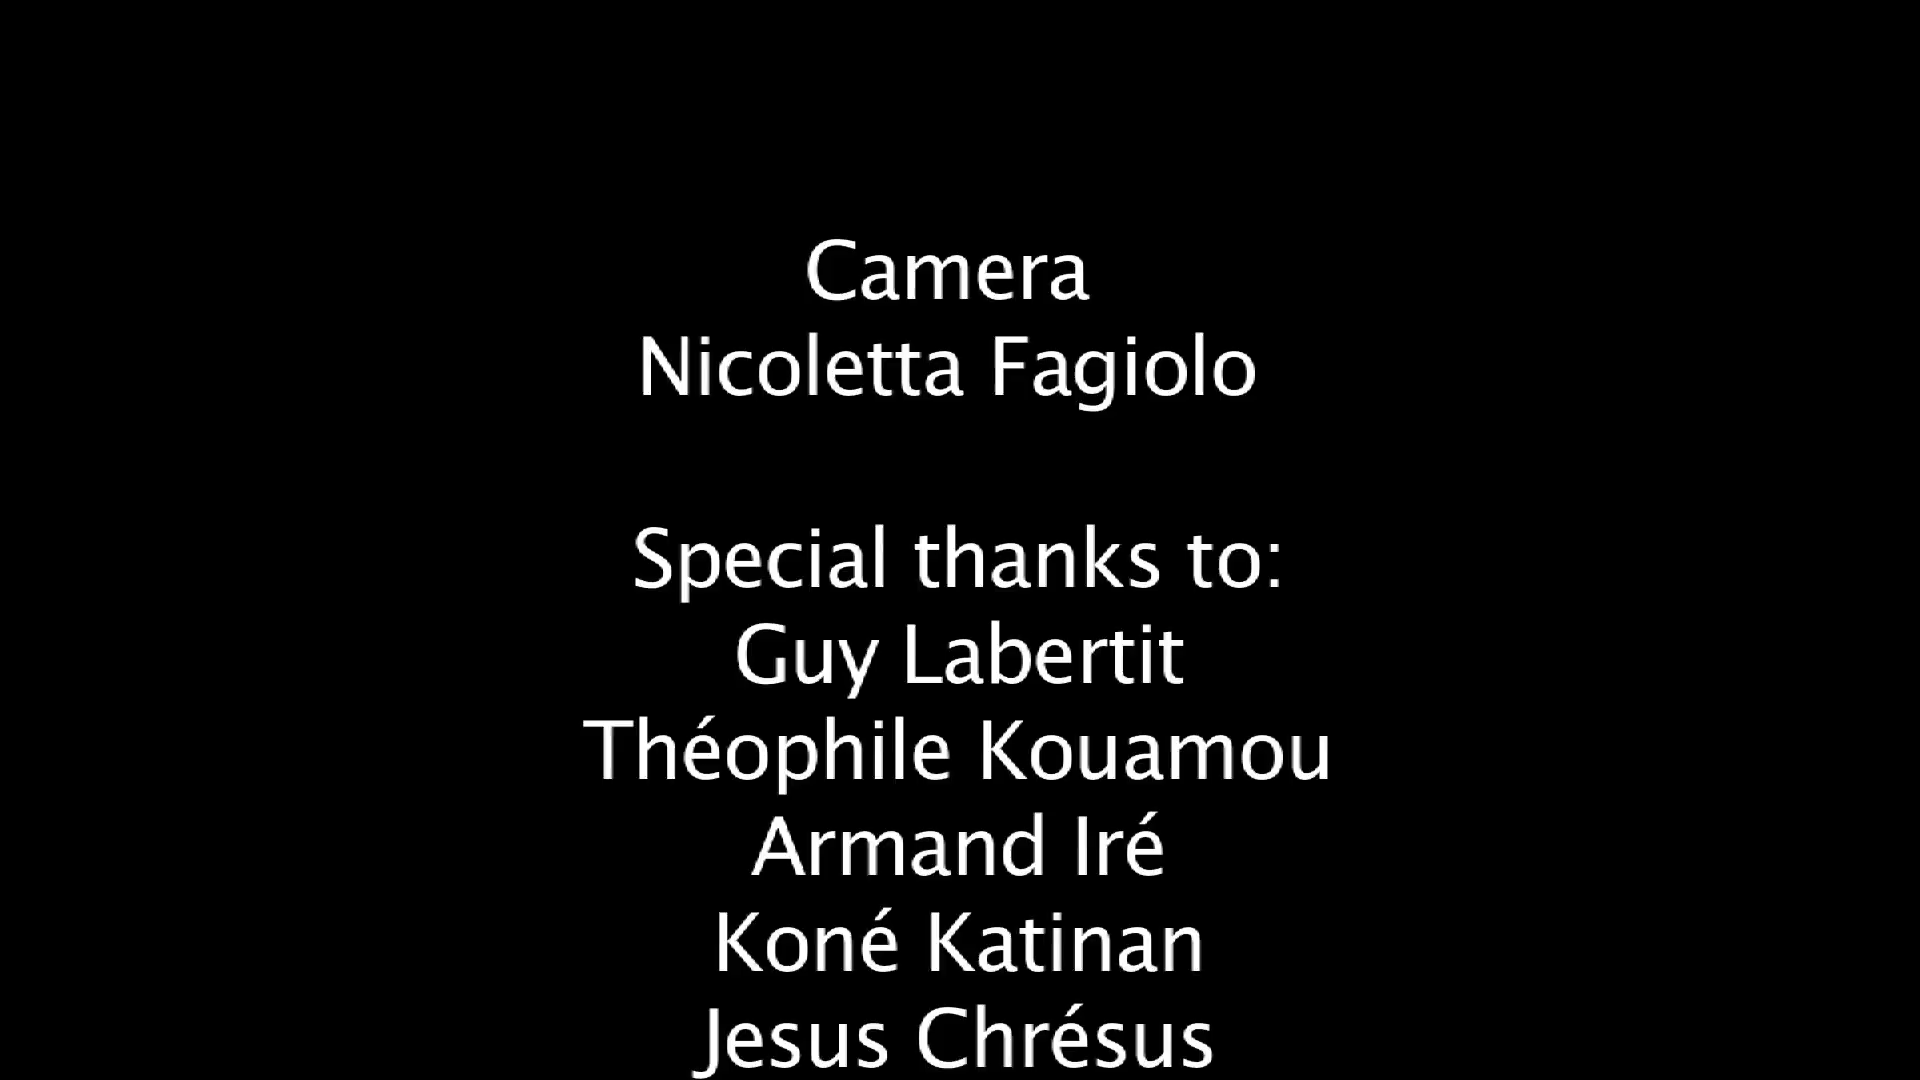 Camera
Nicoletta Fagiolo
Special thanks to:
Guy Labertit
Théophile Kouamou
Armand Iré
Koné Katinan
Jesus Chrésus